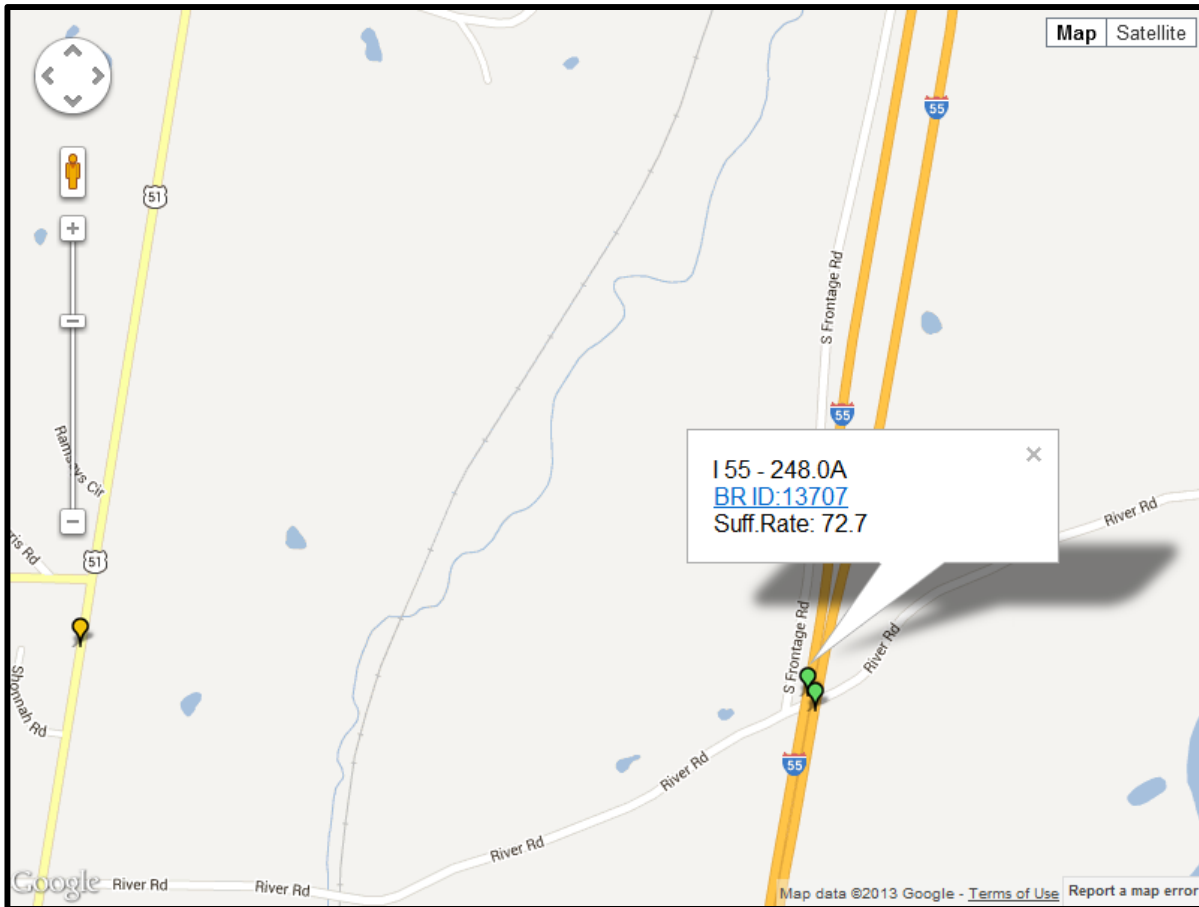 Map
Satellite
55
51
S Frontage Rd
55
Ramseys Cir
I 55 - 248.0A
BR ID:13707
Suff.Rate: 72.7
River Rd
51
S Frontage Rd
River Rd
55
River Rd
River Rd
Google
River Rd
River Rd
Map data ©2013 Google - Terms of Use
Report a map error